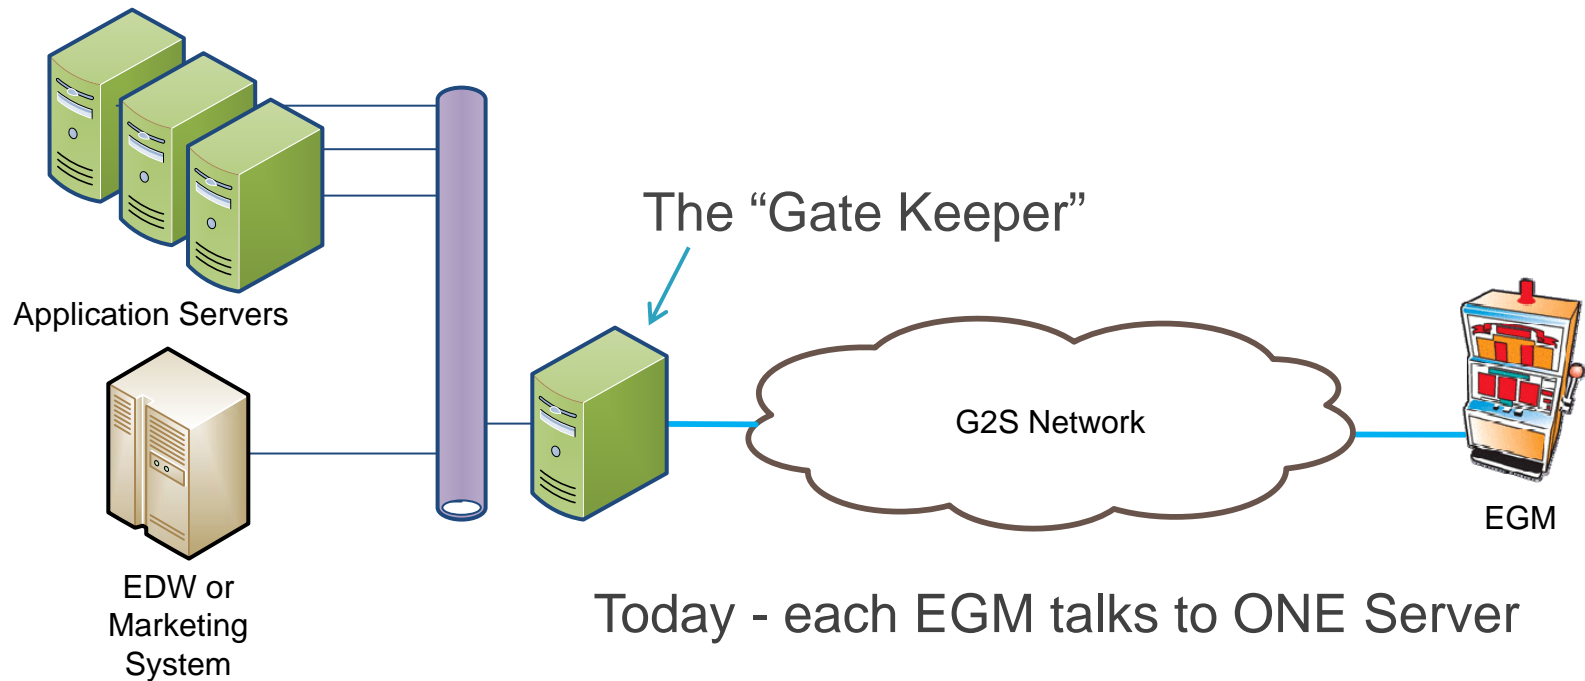 The “Gate Keeper”
Application Servers
G2S Network
EGM
EDW or
Marketing
System
Today - each EGM talks to ONE Server